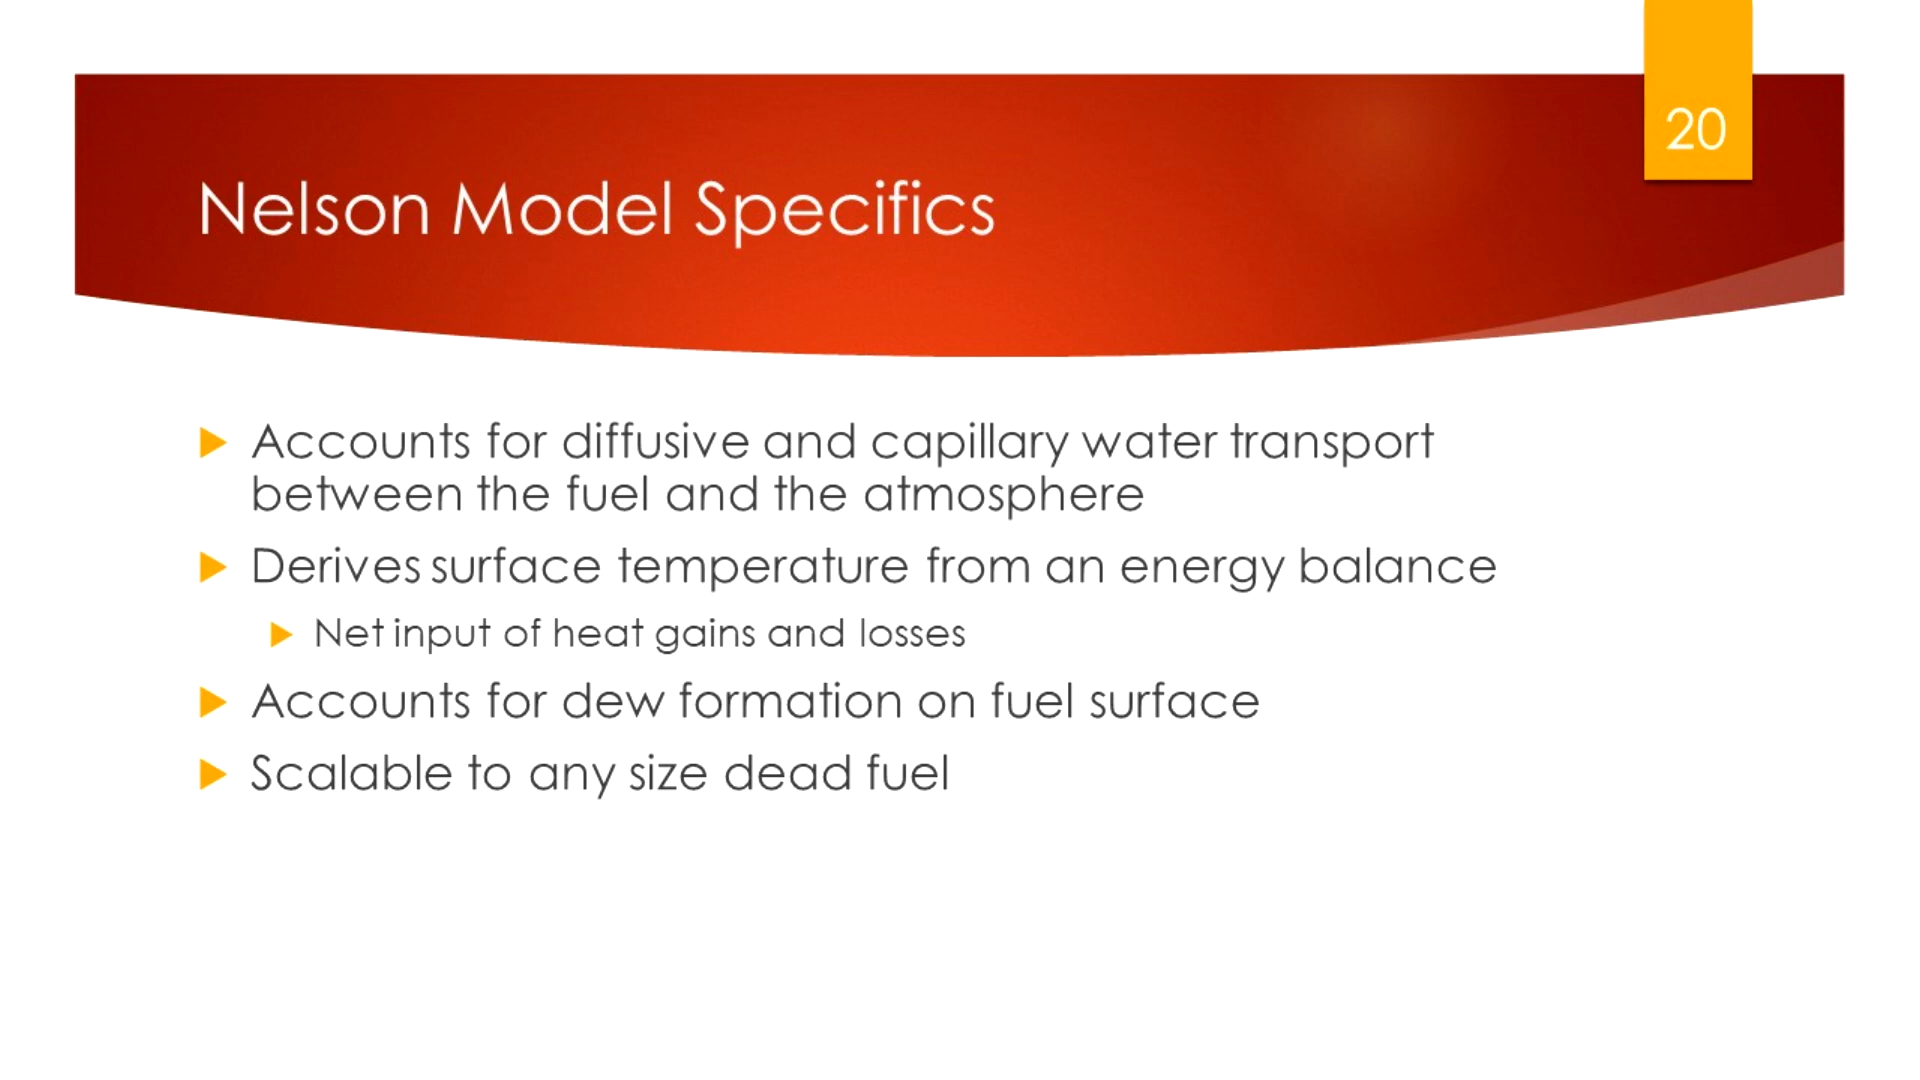 20
Nelson Model Specifics
Accounts for diffusive and capillary water transport
between the fuel and the atmosphere
Derives surface temperature from an energy balance
Net input of heat gains and losses
Accounts for dew formation on fuel surface
Scalable to any size dead fuel